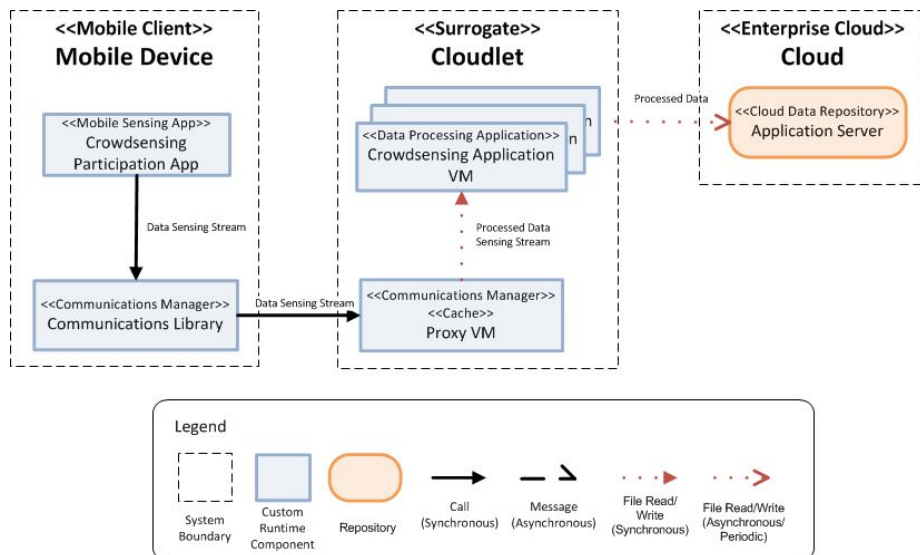 <<Mobile Client>>
Mobile Device
<<Mobile Sensing App>>
Crowdsensing
Participation App
Data Sensing Stream
<<Communications Manager>>
Communications Library
Data Sensing Stream
<<Surrogate>>
Cloudlet
n
n
<<Data Processing Application>>
Crowdsensing Application
VM
Processed Data
Sensing Stream
<<Communications Manager>>
<<Cache>>
Proxy VM
Processed Data
<<Enterprise Cloud>>
Cloud
<<Cloud Data Repository>>
Application Server
Legend
System
Boundary
Custom
Runtime
Component
Repository
Call
(Synchronous)
Message
(Asynchronous)
File Read/
Write
(Synchronous)
File Read/Write
(Asynchronous/
Periodic)